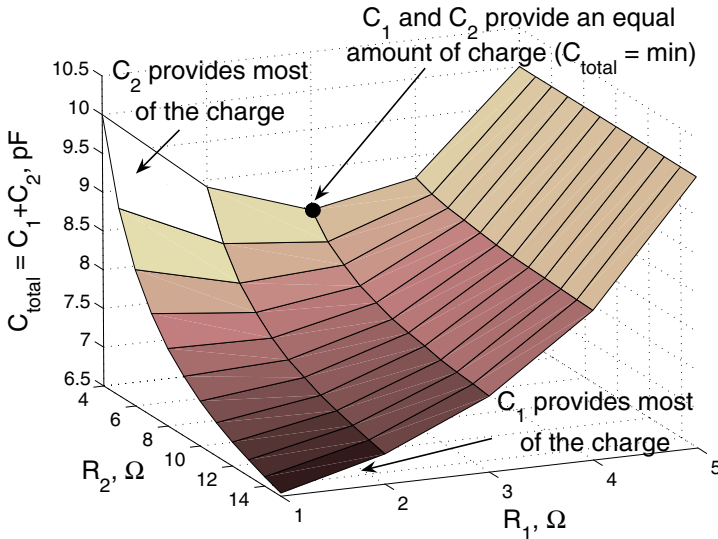 C₁ and C₂ provide an equal
amount of charge (C_total = min)
C₂ provides most
of the charge
C_total = C₁+C₂, pF
10.5
10
9.5
9
8.5
8
7.5
7
6.5
4
6
8
10
12
14
R₂, Ω
1
2
3
4
5
R₁, Ω
C₁ provides most
of the charge